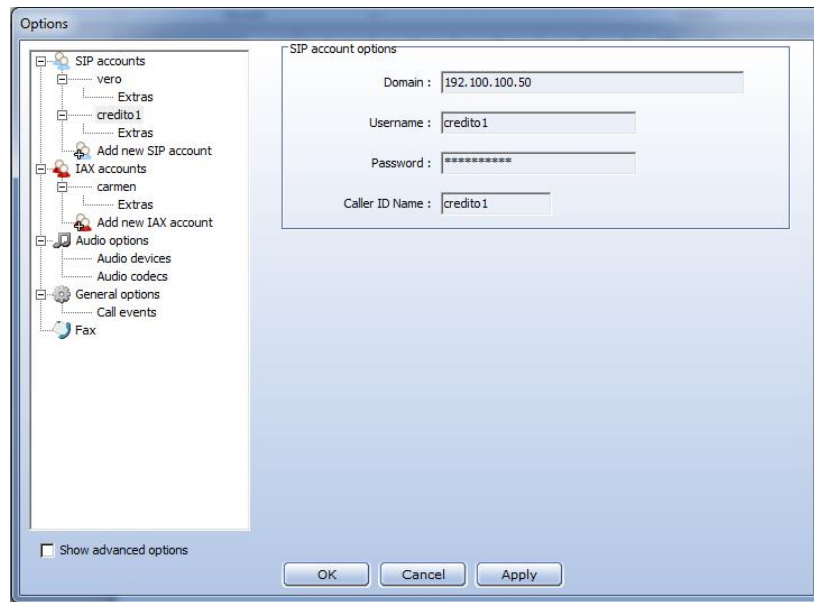 Options
SIP accounts
vero
Extras
credito1
Extras
Add new SIP account
IAX accounts
carmen
Extras
Add new IAX account
Audio options
Audio devices
Audio codecs
General options
Call events
Fax
Show advanced options
SIP account options
Domain : 192.100.100.50
Username : credito1
Password : **********
Caller ID Name : credito1
OK Cancel Apply